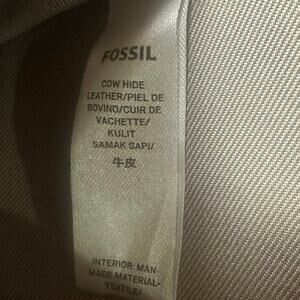 FOSSIL
COW HIDE
LEATHER/PIEL DE
BOVINO/CUIR DE
VACHETTE/
KULIT
SAMAK SAPI/
牛皮
INTERIOR: MAN
MADE MATERIAL-
TEXTILE/